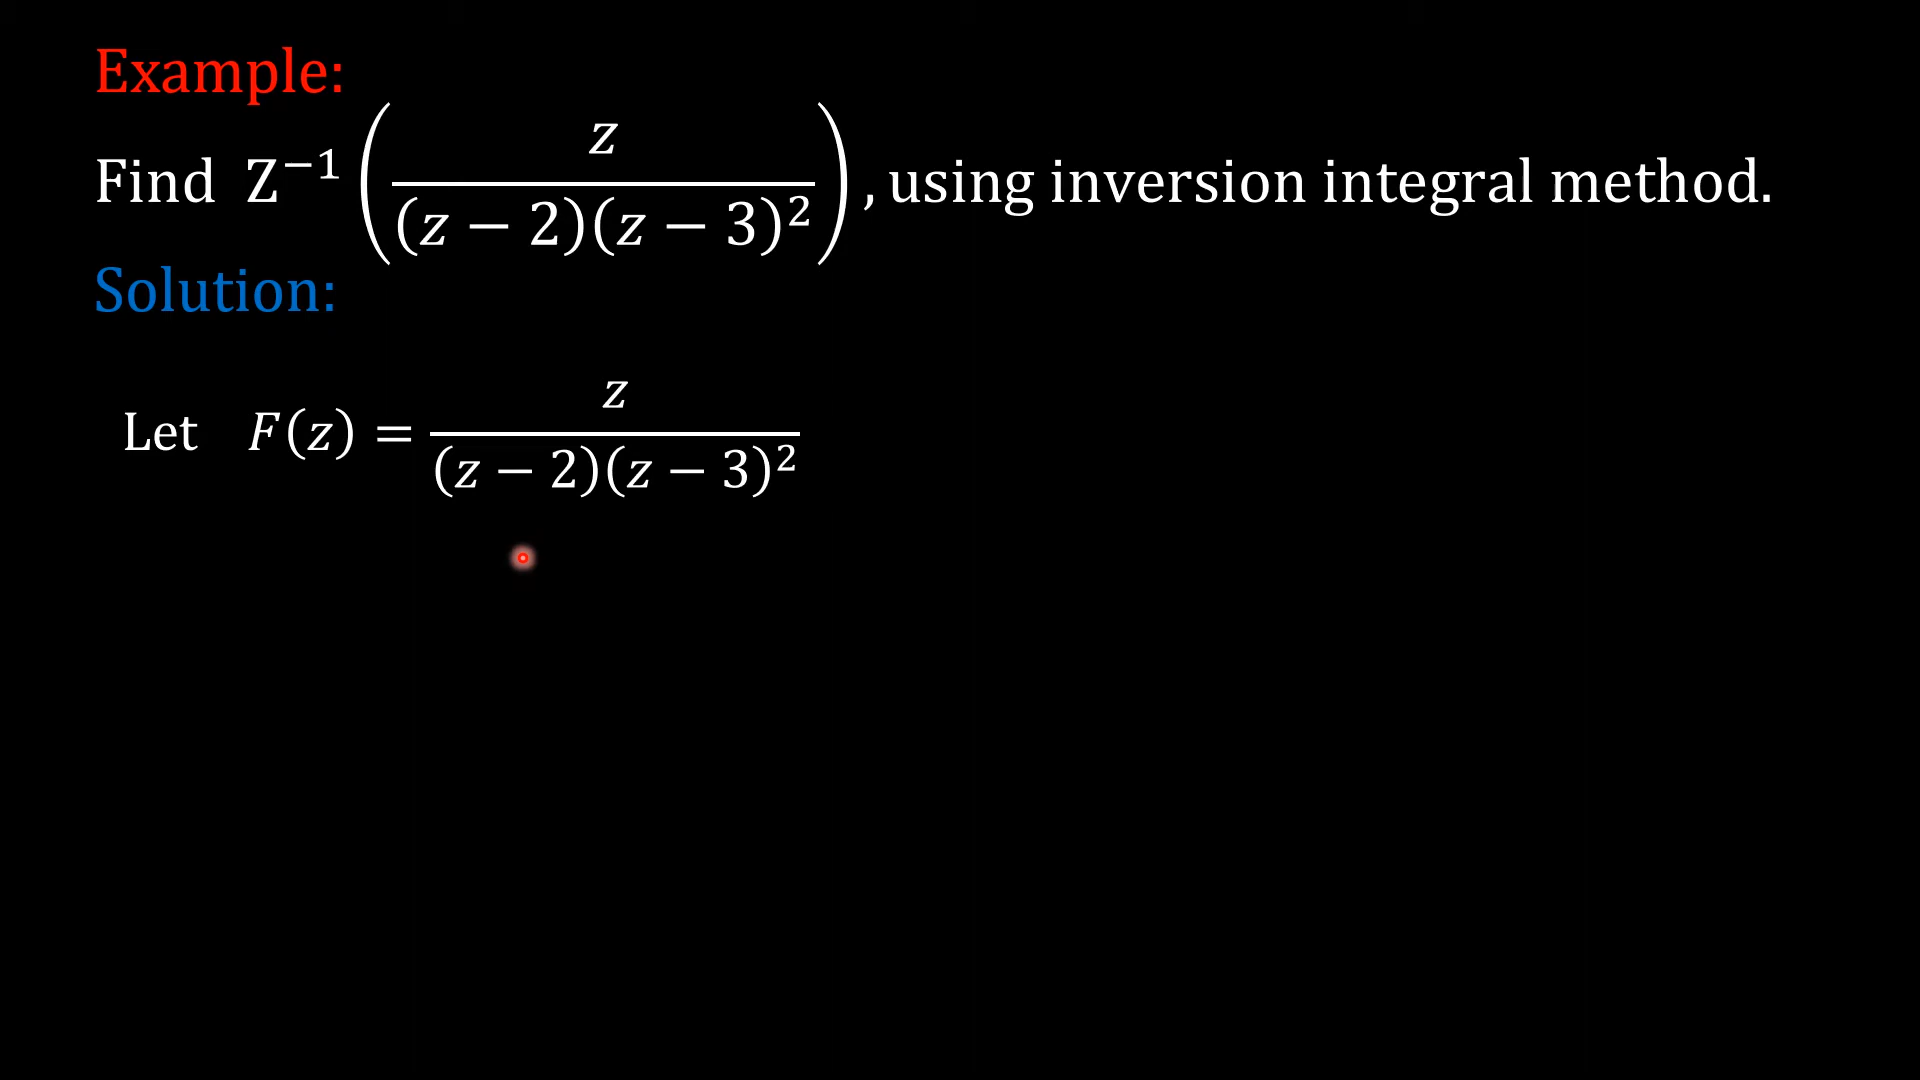 Example:
Find Z⁻¹ ( z / ((z − 2)(z − 3)²) ) , using inversion integral method.
Solution:
Let F(z) = z / ((z − 2)(z − 3)²)